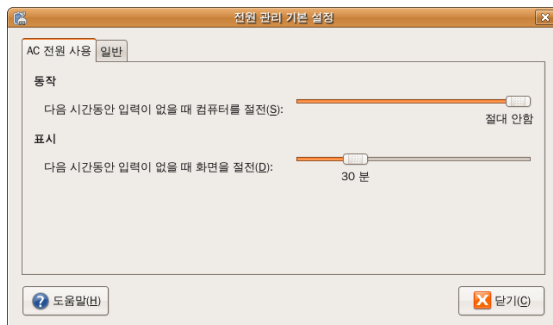 전원 관리 기본 설정
AC 전원 사용 일반
동작
다음 시간동안 입력이 없을 때 컴퓨터를 절전(S):
절대 안함
표시
다음 시간동안 입력이 없을 때 화면을 절전(D):
30 분
도움말(H) 닫기(C)